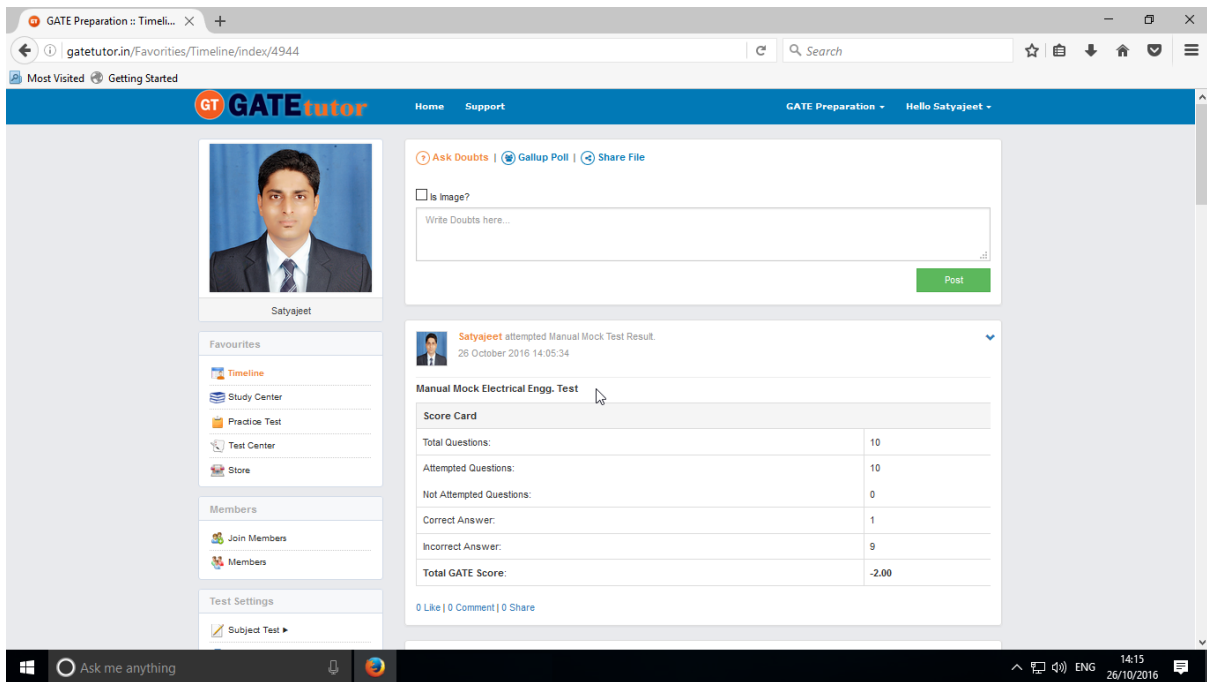 GATE Preparation :: Timeli...
gatetutor.in/Favorities/Timeline/index/4944
Search
Most Visited Getting Started
GT GATEtutor Home Support GATE Preparation Hello Satyajeet
Satyajeet
Favourites
Timeline
Study Center
Practice Test
Test Center
Store
Members
Join Members
Members
Test Settings
Subject Test
Ask Doubts | Gallup Poll | Share File
Is Image?
Write Doubts here...
Post
Satyajeet attempted Manual Mock Test Result.
26 October 2016 14:05:34
Manual Mock Electrical Engg. Test
Score Card
Total Questions: 10
Attempted Questions: 10
Not Attempted Questions: 0
Correct Answer: 1
Incorrect Answer: 9
Total GATE Score: -2.00
0 Like | 0 Comment | 0 Share
Ask me anything
ENG
14:15
26/10/2016